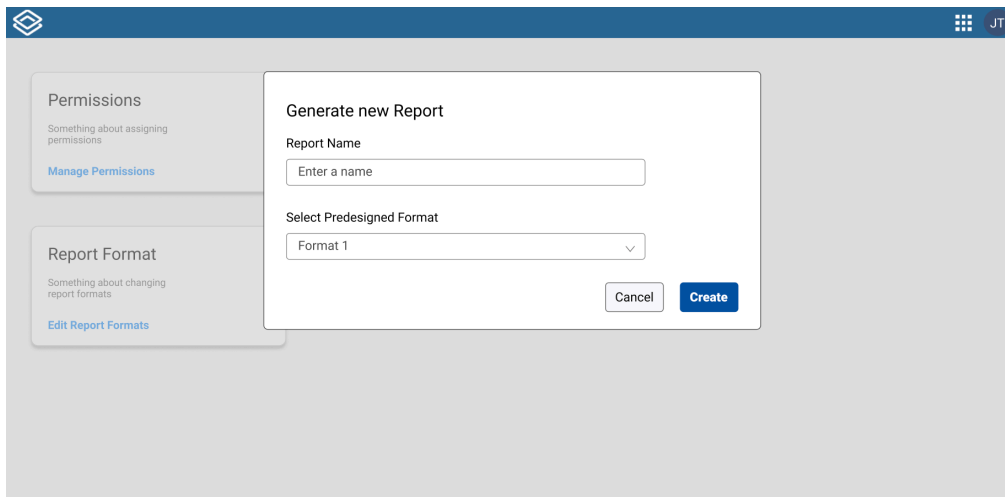 JT
Permissions
Something about assigning
permissions
Manage Permissions
Report Format
Something about changing
report formats
Edit Report Formats
Generate new Report
Report Name
Enter a name
Select Predesigned Format
Format 1
Cancel
Create